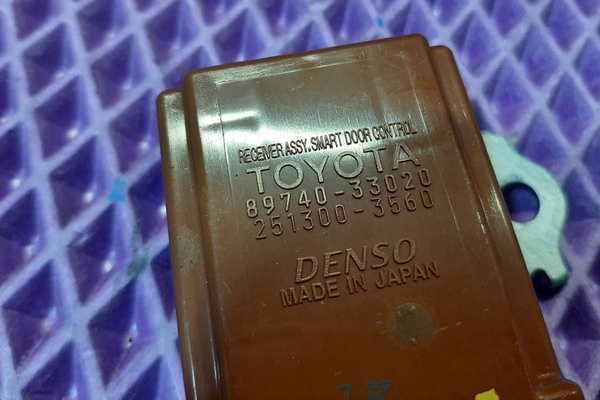 RECEIVER ASSY, SMART DOOR CONTROL
TOYOTA
89740-33020
251300-3560
DENSO
MADE IN JAPAN